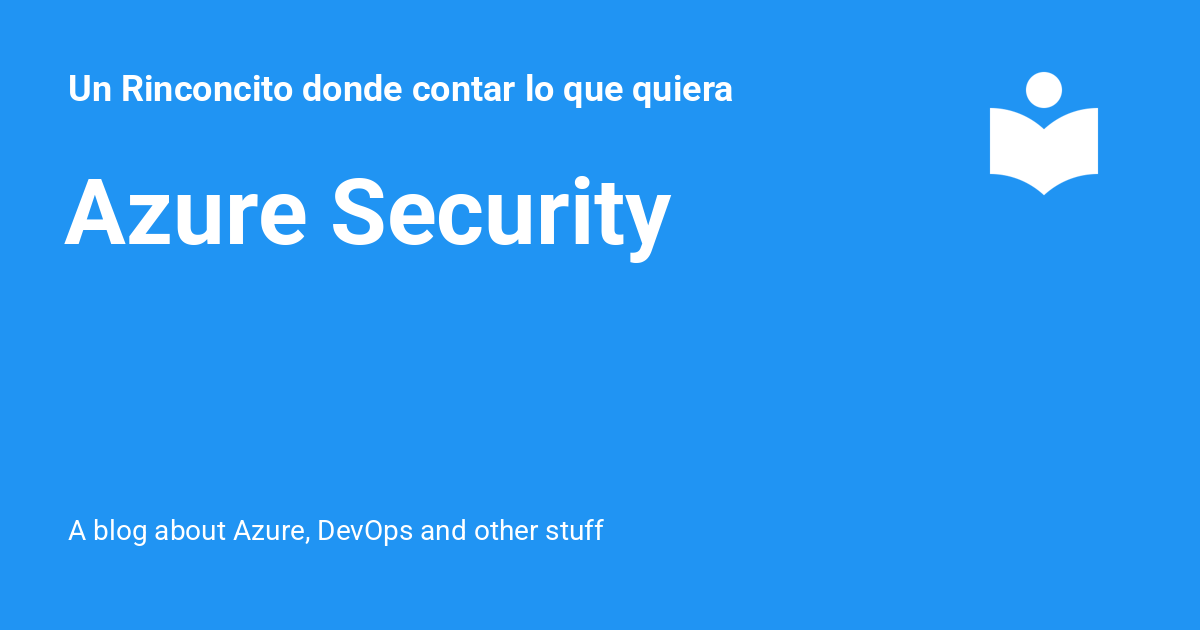 Un Rinconcito donde contar lo que quiera
Azure Security
A blog about Azure, DevOps and other stuff